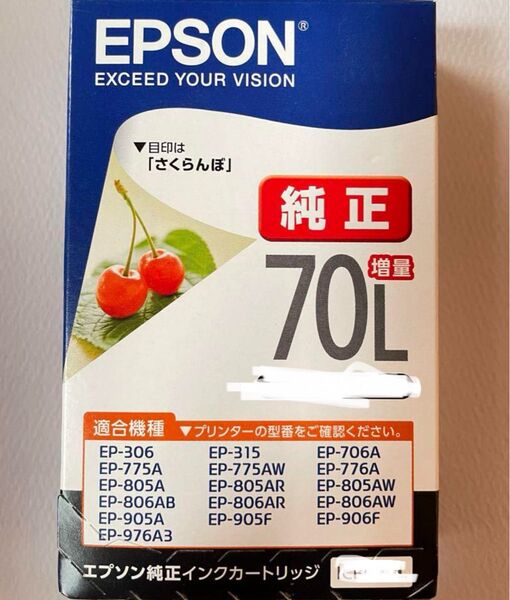 EPSON®
EXCEED YOUR VISION
▼目印は
「さくらんぼ」
純正
70L 増量
適合機種 ▼プリンターの型番をご確認ください。
EP-306 EP-315 EP-706A
EP-775A EP-775AW EP-776A
EP-805A EP-805AR EP-805AW
EP-806AB EP-806AR EP-806AW
EP-905A EP-905F EP-906F
EP-976A3
エプソン純正インクカートリッジ